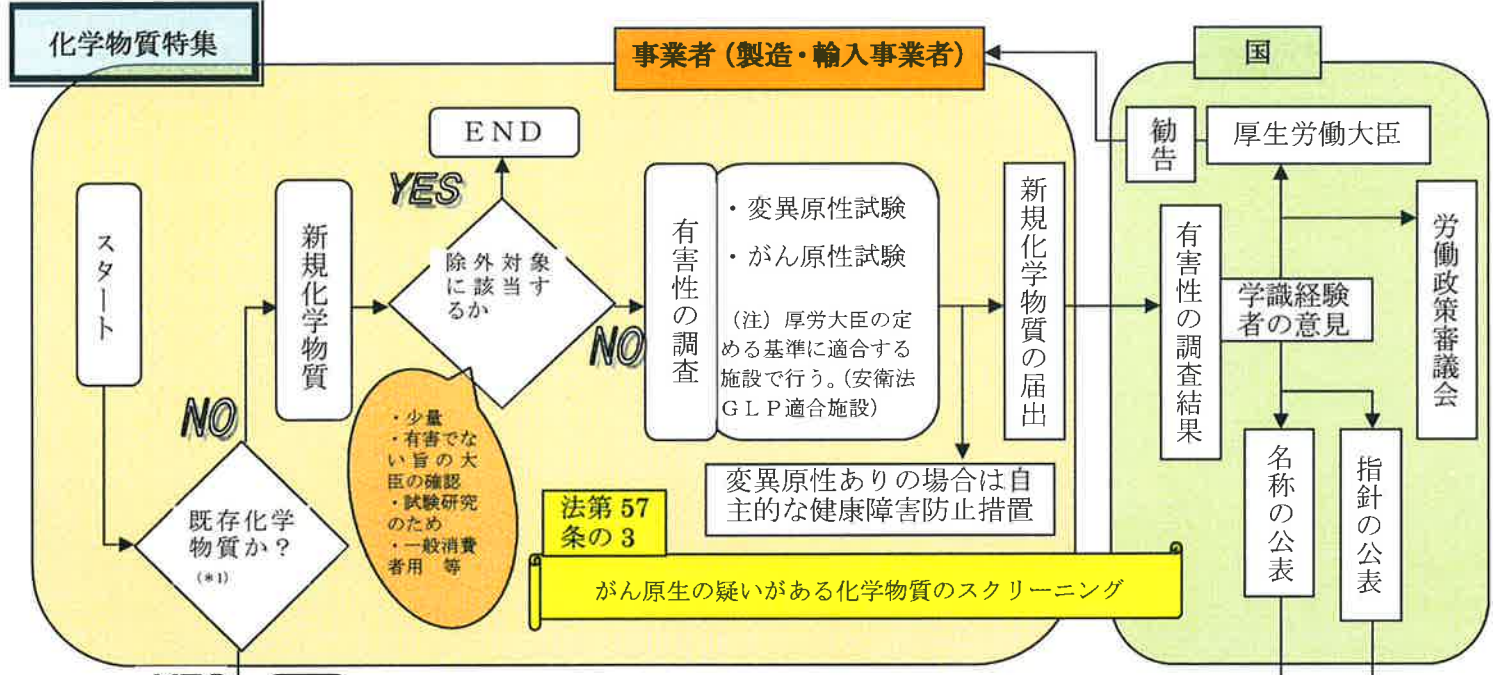 化学物質特集
事業者（製造・輸入事業者）
国
END
勧告
厚生労働大臣
スタート
新規化学物質
YES
除外対象
に該当す
るか
NO
有害性の調査
・変異原性試験
・がん原性試験
（注）厚労大臣の定
める基準に適合する
施設で行う。（安衛法
ＧＬＰ適合施設）
新規化学物質の届出
有害性の調査結果
学識経験
者の意見
労働政策審議会
NO
既存化学
物質か？
(*1)
・少量
・有害でな
い旨の大
臣の確認
・試験研究
のため
・一般消費
者用　等
変異原性ありの場合は自
主的な健康障害防止措置
名称の公表
指針の公表
法第 57
条の 3
がん原生の疑いがある化学物質のスクリーニング